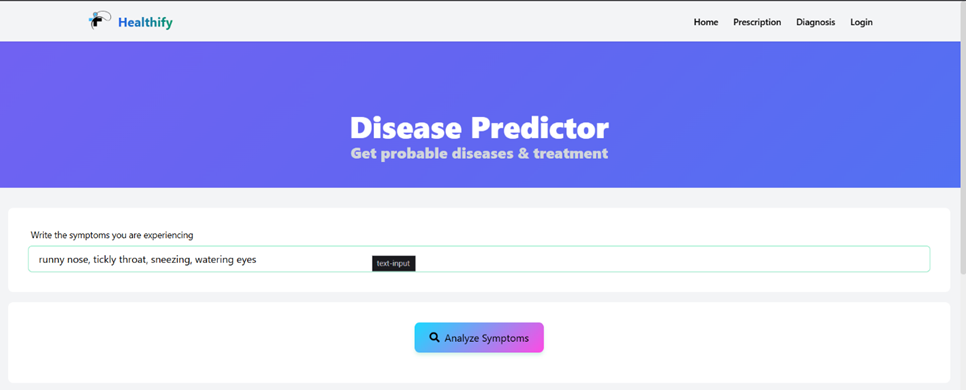 Healthify
Home Prescription Diagnosis Login
Disease Predictor
Get probable diseases & treatment
Write the symptoms you are experiencing
runny nose, tickly throat, sneezing, watering eyes
text-input
Analyze Symptoms